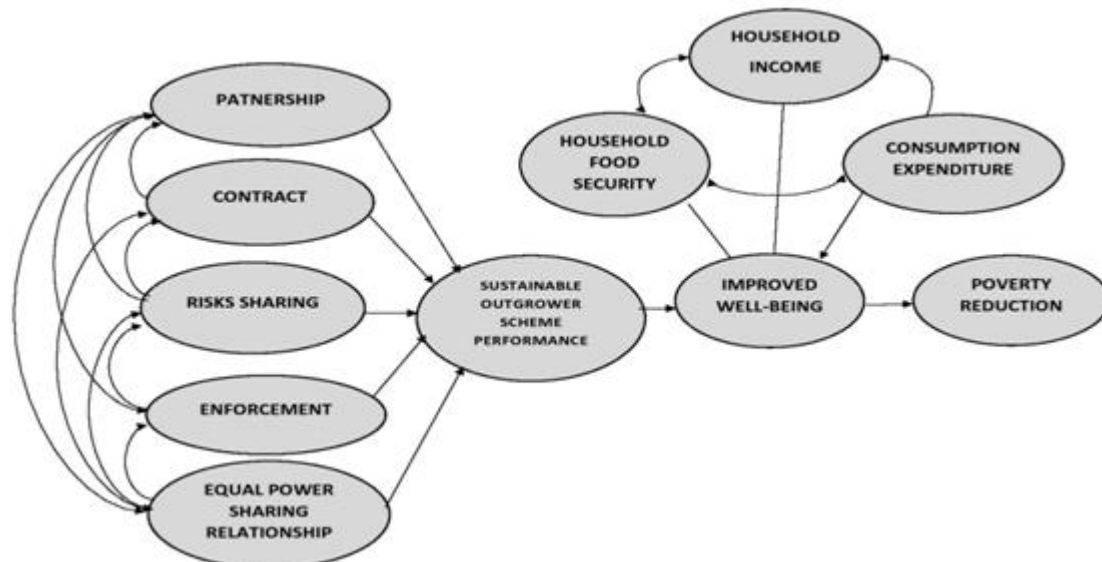 PATNERSHIP
CONTRACT
RISKS SHARING
ENFORCEMENT
EQUAL POWER
SHARING
RELATIONSHIP
SUSTAINABLE
OUTGROWER
SCHEME
PERFORMANCE
HOUSEHOLD
INCOME
HOUSEHOLD
FOOD
SECURITY
CONSUMPTION
EXPENDITURE
IMPROVED
WELL-BEING
POVERTY
REDUCTION